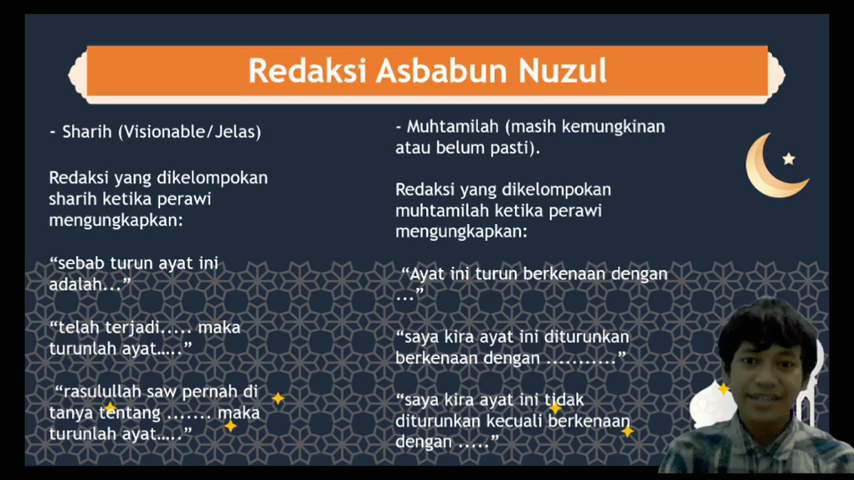 Redaksi Asbabun Nuzul
- Sharih (Visionable/Jelas)
Redaksi yang dikelompokan
sharih ketika perawi
mengungkapkan:
“sebab turun ayat ini
adalah...”
“telah terjadi..... maka
turunlah ayat…..”
“rasulullah saw pernah di
tanya tentang ....... maka
turunlah ayat…..”
- Muhtamilah (masih kemungkinan
atau belum pasti).
Redaksi yang dikelompokan
muhtamilah ketika perawi
mengungkapkan:
“Ayat ini turun berkenaan dengan
...”
“saya kira ayat ini diturunkan
berkenaan dengan ...........”
“saya kira ayat ini tidak
diturunkan kecuali berkenaan
dengan .....”